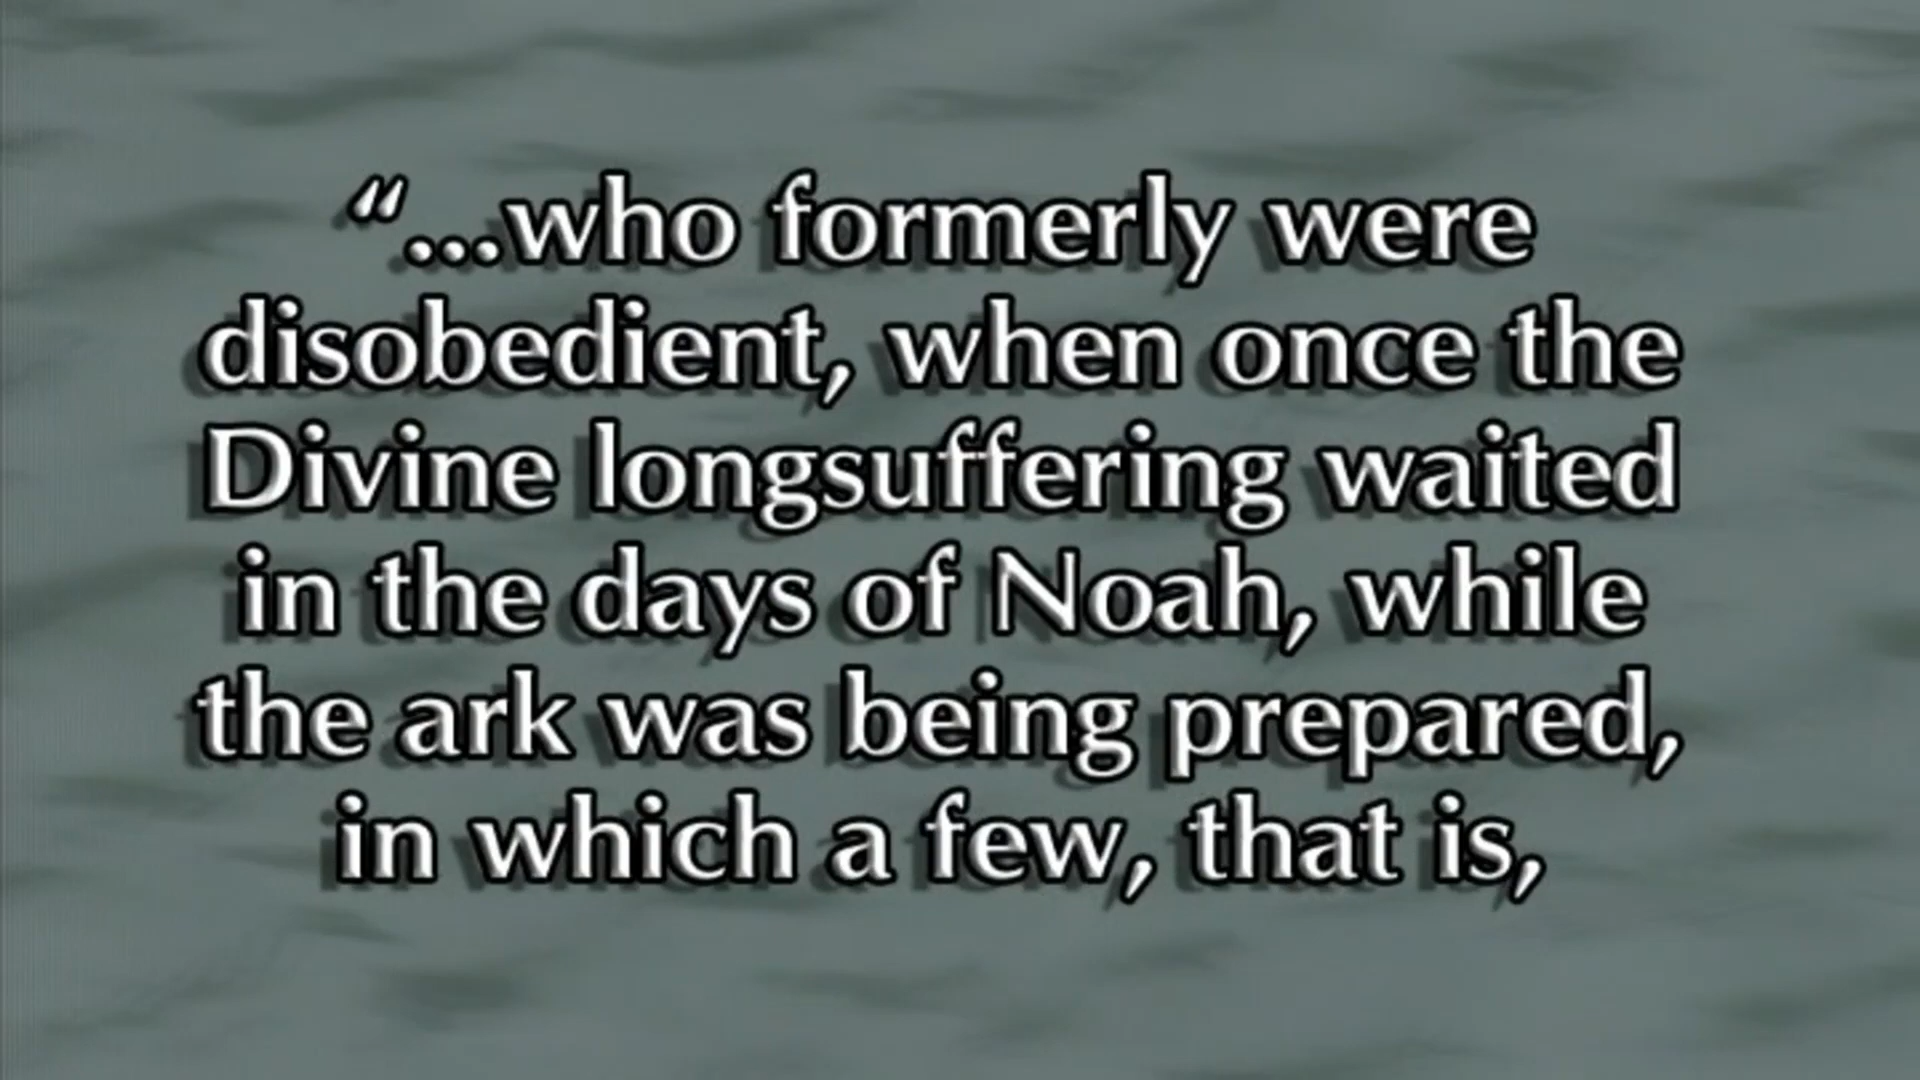 “...who formerly were
disobedient, when once the
Divine longsuffering waited
in the days of Noah, while
the ark was being prepared,
in which a few, that is,